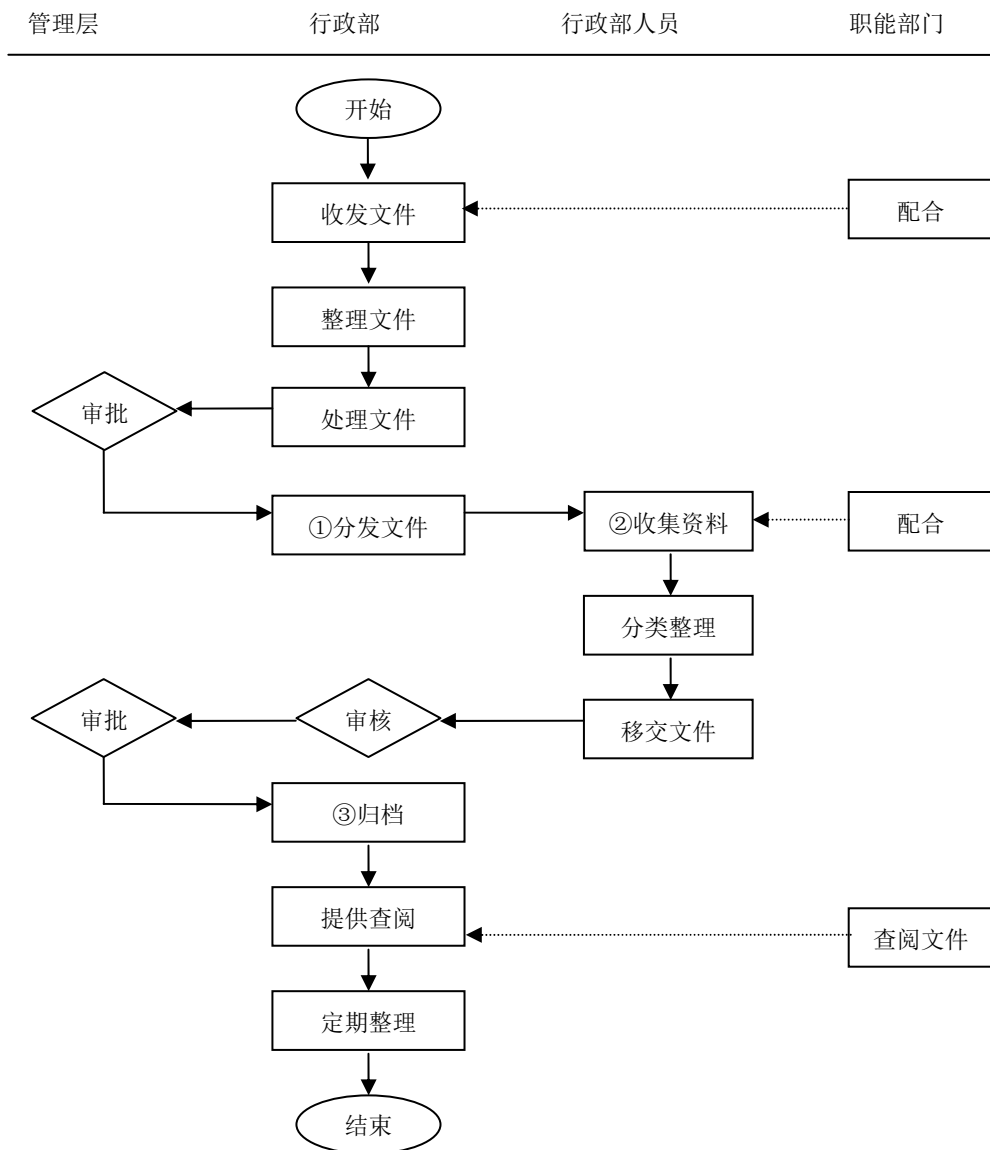 管理层 行政部 行政部人员 职能部门
开始
收发文件 配合
整理文件
审批 处理文件
①分发文件 ②收集资料 配合
分类整理
审批 审核 移交文件
③归档
提供查阅 查阅文件
定期整理
结束